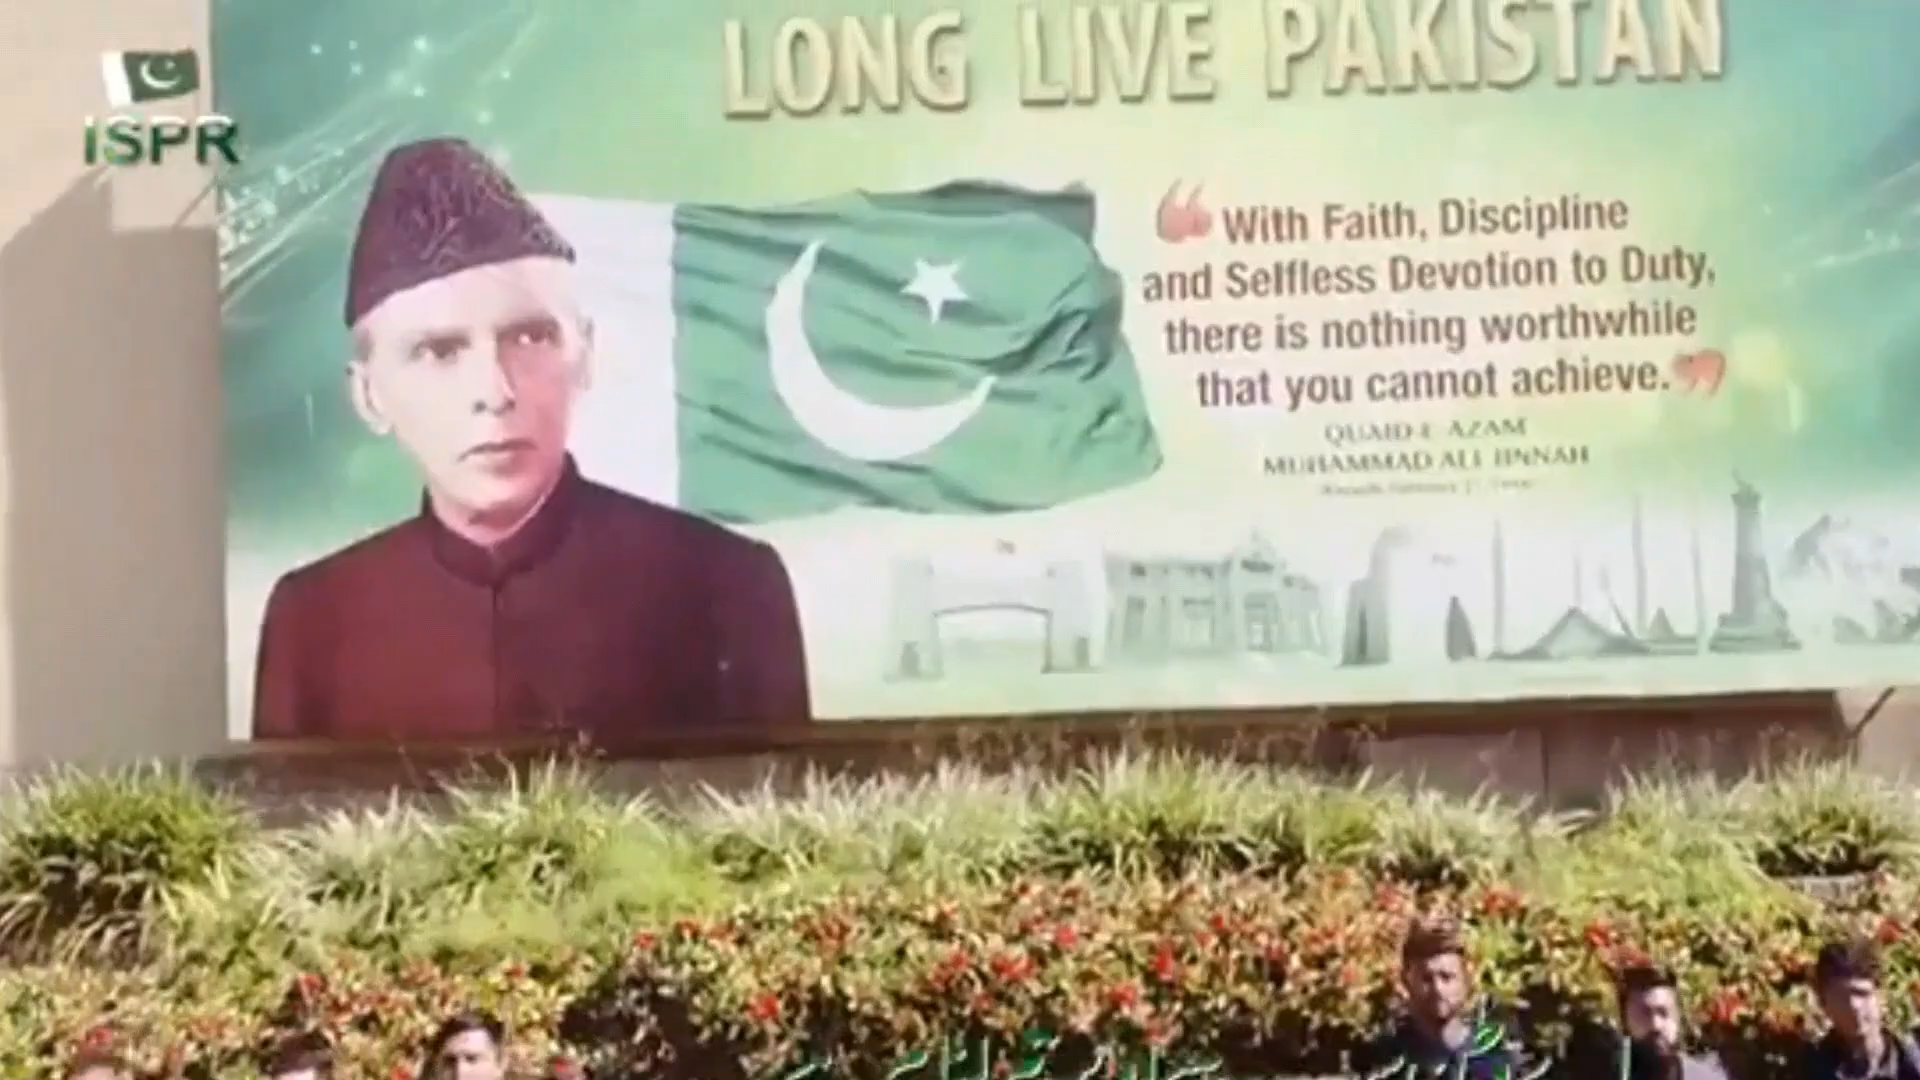 LONG LIVE PAKISTAN
ISPR
“With Faith, Discipline
and Selfless Devotion to Duty,
there is nothing worthwhile
that you cannot achieve.”
QUAID-E-AZAM
MUHAMMAD ALI JINNAH